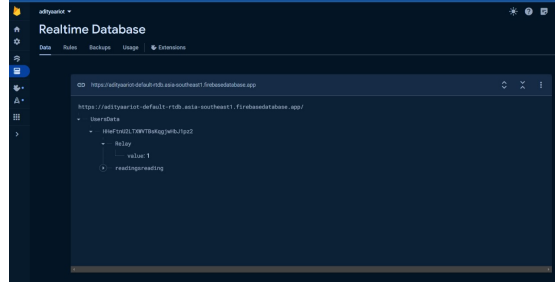 adityaariot
Realtime Database
Data Rules Backups Usage Extensions
https://adityaariot-default-rtdb.asia-southeast1.firebasedatabase.app
https://adityaariot-default-rtdb.asia-southeast1.firebasedatabase.app/
UsersData
Relay
value: 1
readingsreading